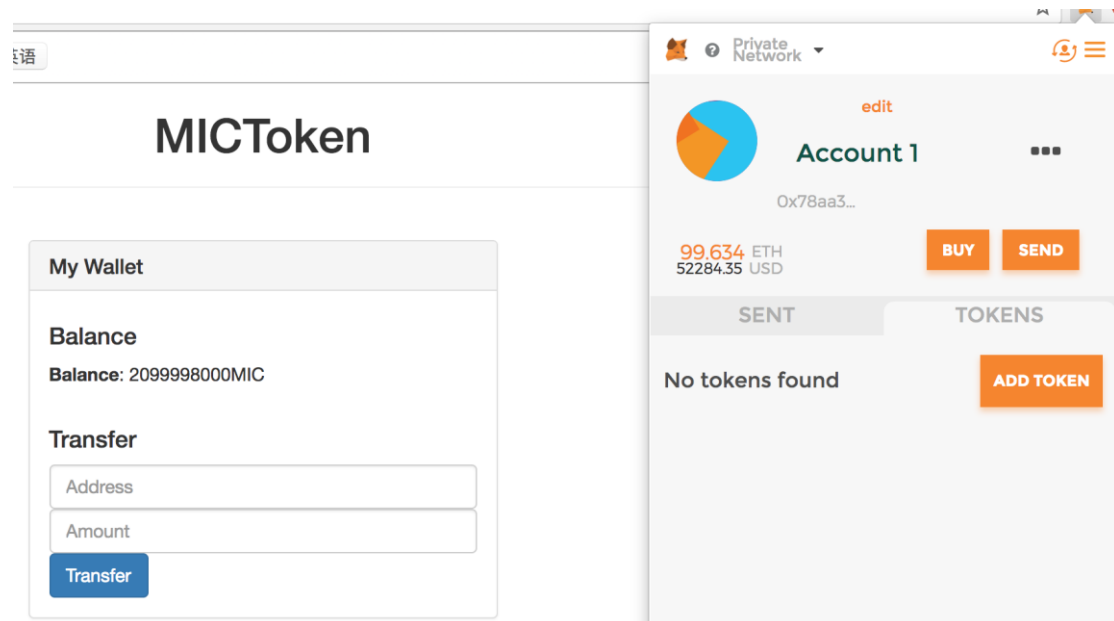 英语
MICToken
My Wallet
Balance
Balance: 2099998000MIC
Transfer
Address
Amount
Transfer
?
Private
Network
edit
Account 1
0x78aa3...
99.634 ETH
52284.35 USD
BUY
SEND
SENT
TOKENS
No tokens found
ADD TOKEN